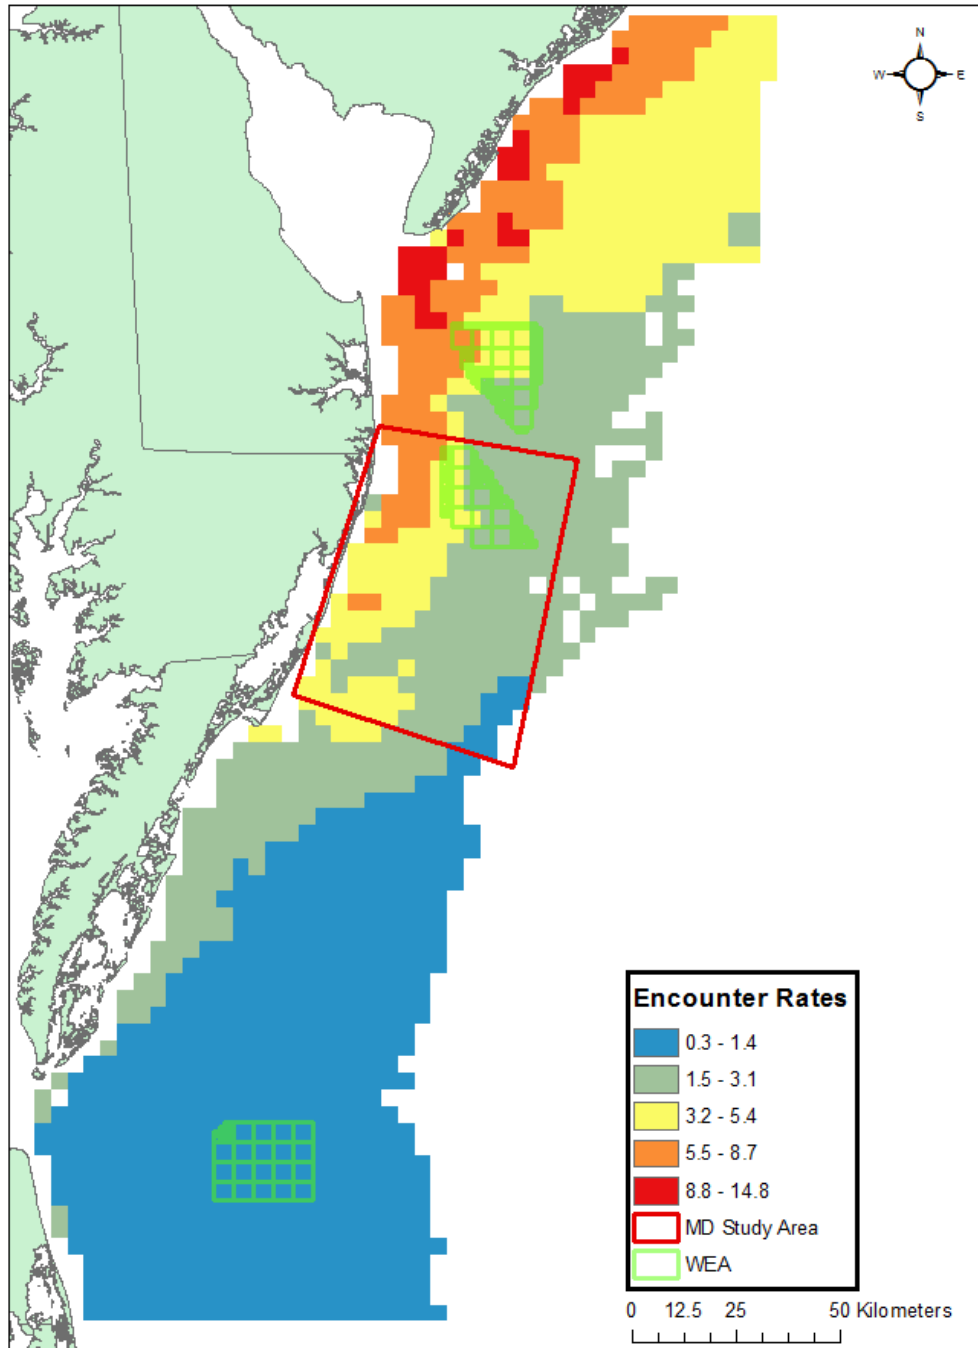 N
W E
S
Encounter Rates
0.3 - 1.4
1.5 - 3.1
3.2 - 5.4
5.5 - 8.7
8.8 - 14.8
MD Study Area
WEA
0 12.5 25 50 Kilometers